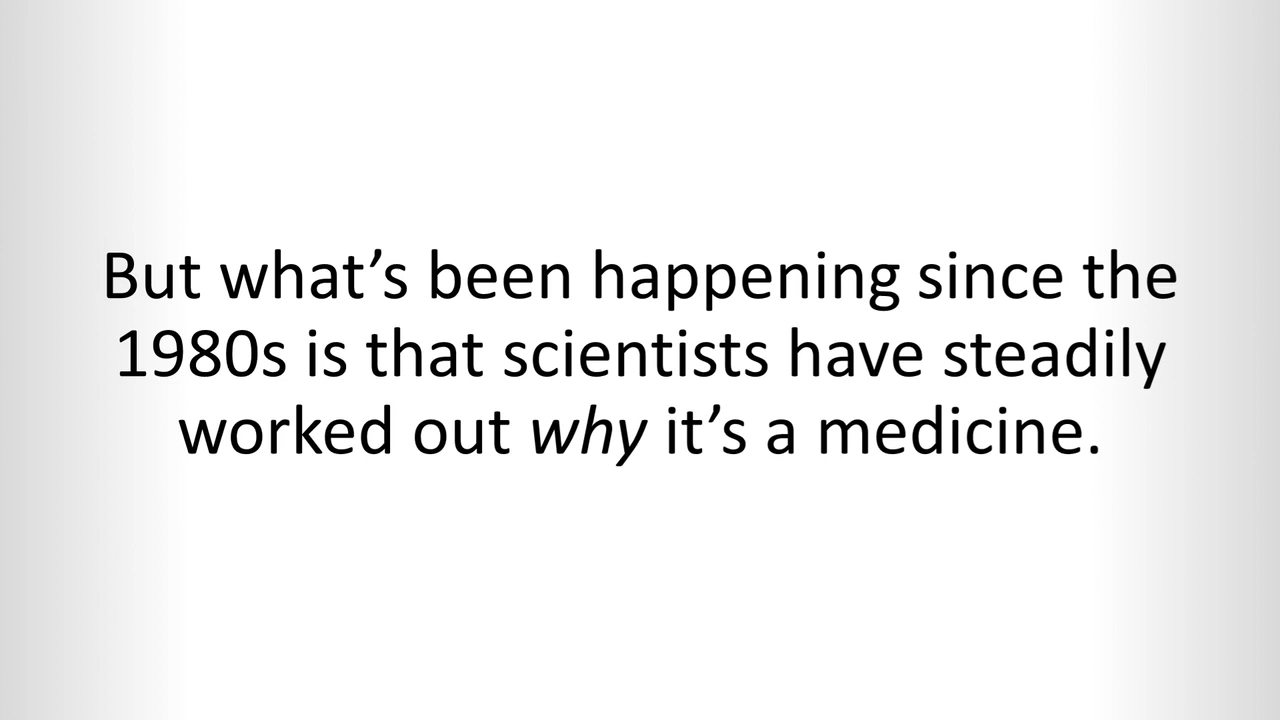 But what’s been happening since the
1980s is that scientists have steadily
worked out why it’s a medicine.